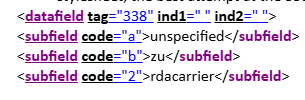 <datafield tag="338" ind1=" " ind2=" ">
<subfield code="a">unspecified</subfield>
<subfield code="b">zu</subfield>
<subfield code="2">rdacarrier</subfield>